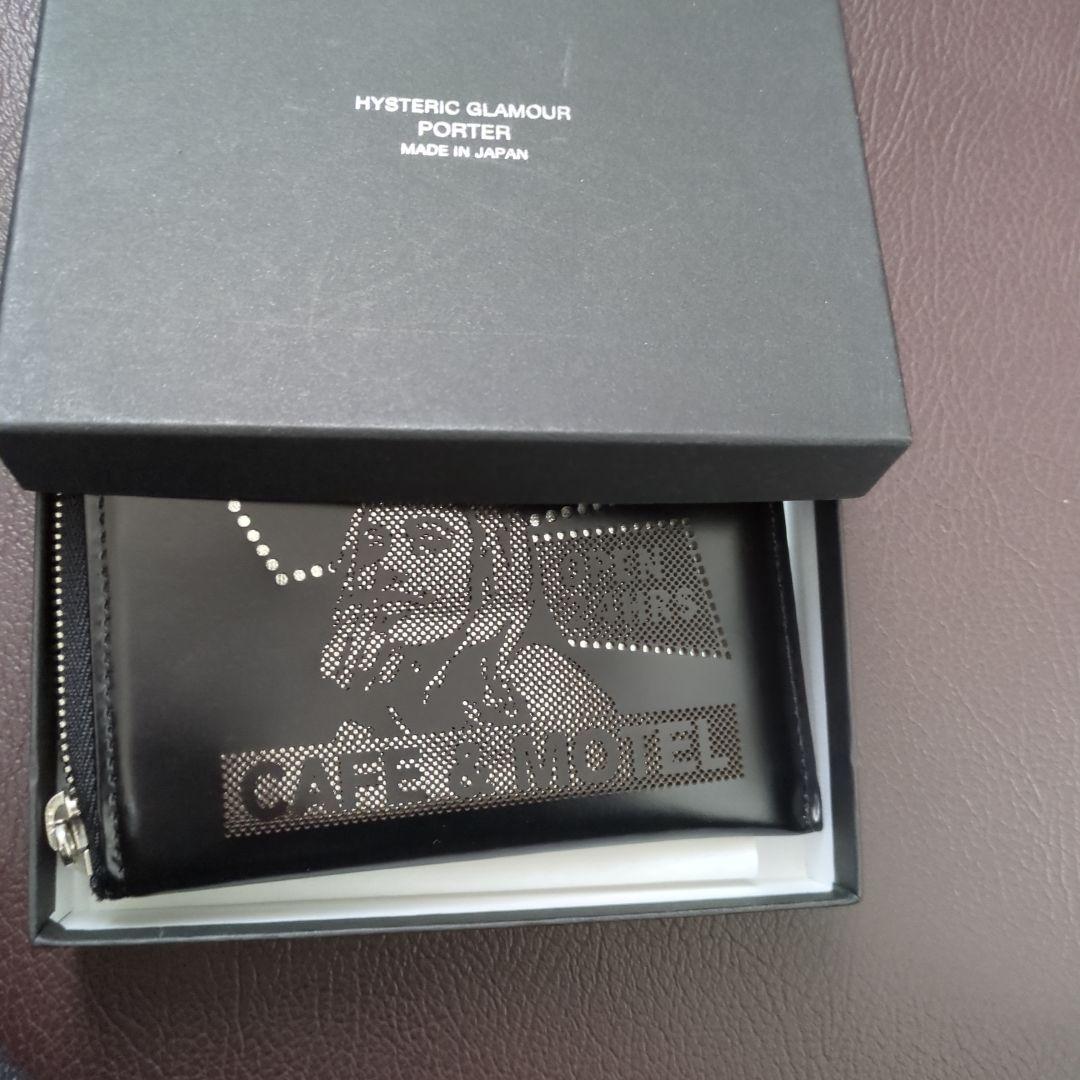 HYSTERIC GLAMOUR
PORTER
MADE IN JAPAN
OPEN
24HRS
CAFE & MOTEL